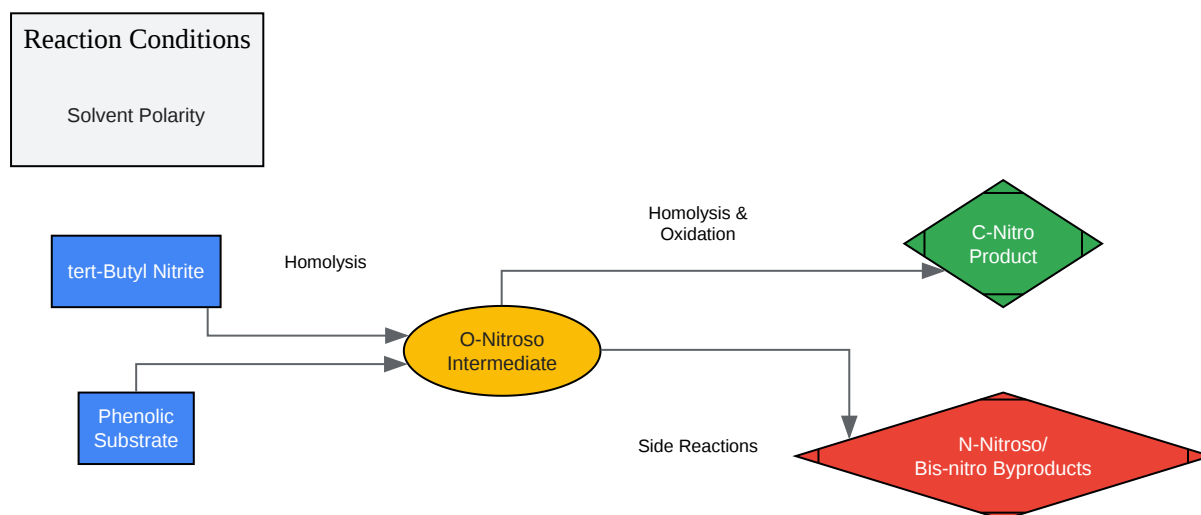 Reaction Conditions
Solvent Polarity
tert-Butyl Nitrite
Homolysis
Homolysis &
Oxidation
C-Nitro
Product
O-Nitroso
Intermediate
Phenolic
Substrate
Side Reactions
N-Nitroso/
Bis-nitro Byproducts